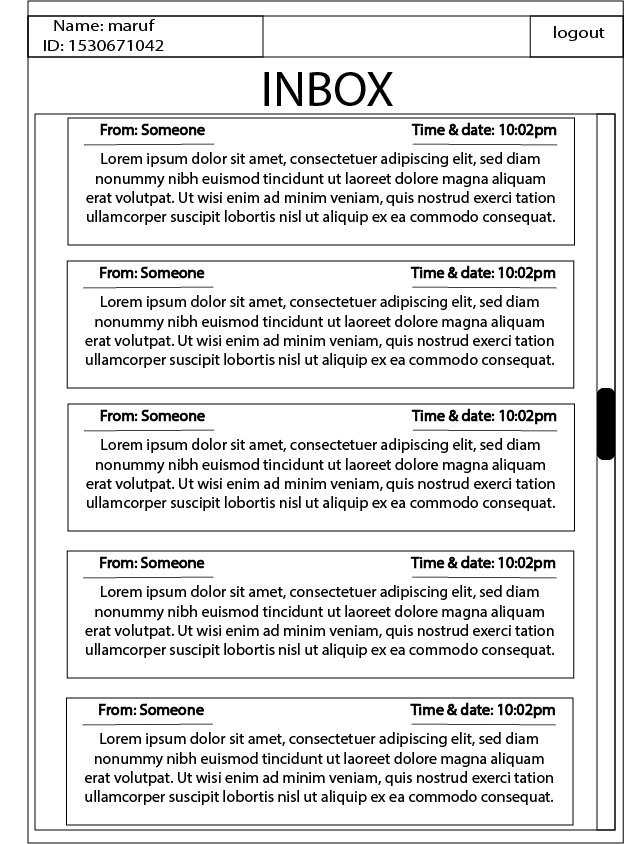 Name: maruf
ID: 1530671042
logout
INBOX
From: Someone Time & date: 10:02pm
Lorem ipsum dolor sit amet, consectetuer adipiscing elit, sed diam
nonummy nibh euismod tincidunt ut laoreet dolore magna aliquam
erat volutpat. Ut wisi enim ad minim veniam, quis nostrud exerci tation
ullamcorper suscipit lobortis nisl ut aliquip ex ea commodo consequat.
From: Someone Time & date: 10:02pm
Lorem ipsum dolor sit amet, consectetuer adipiscing elit, sed diam
nonummy nibh euismod tincidunt ut laoreet dolore magna aliquam
erat volutpat. Ut wisi enim ad minim veniam, quis nostrud exerci tation
ullamcorper suscipit lobortis nisl ut aliquip ex ea commodo consequat.
From: Someone Time & date: 10:02pm
Lorem ipsum dolor sit amet, consectetuer adipiscing elit, sed diam
nonummy nibh euismod tincidunt ut laoreet dolore magna aliquam
erat volutpat. Ut wisi enim ad minim veniam, quis nostrud exerci tation
ullamcorper suscipit lobortis nisl ut aliquip ex ea commodo consequat.
From: Someone Time & date: 10:02pm
Lorem ipsum dolor sit amet, consectetuer adipiscing elit, sed diam
nonummy nibh euismod tincidunt ut laoreet dolore magna aliquam
erat volutpat. Ut wisi enim ad minim veniam, quis nostrud exerci tation
ullamcorper suscipit lobortis nisl ut aliquip ex ea commodo consequat.
From: Someone Time & date: 10:02pm
Lorem ipsum dolor sit amet, consectetuer adipiscing elit, sed diam
nonummy nibh euismod tincidunt ut laoreet dolore magna aliquam
erat volutpat. Ut wisi enim ad minim veniam, quis nostrud exerci tation
ullamcorper suscipit lobortis nisl ut aliquip ex ea commodo consequat.